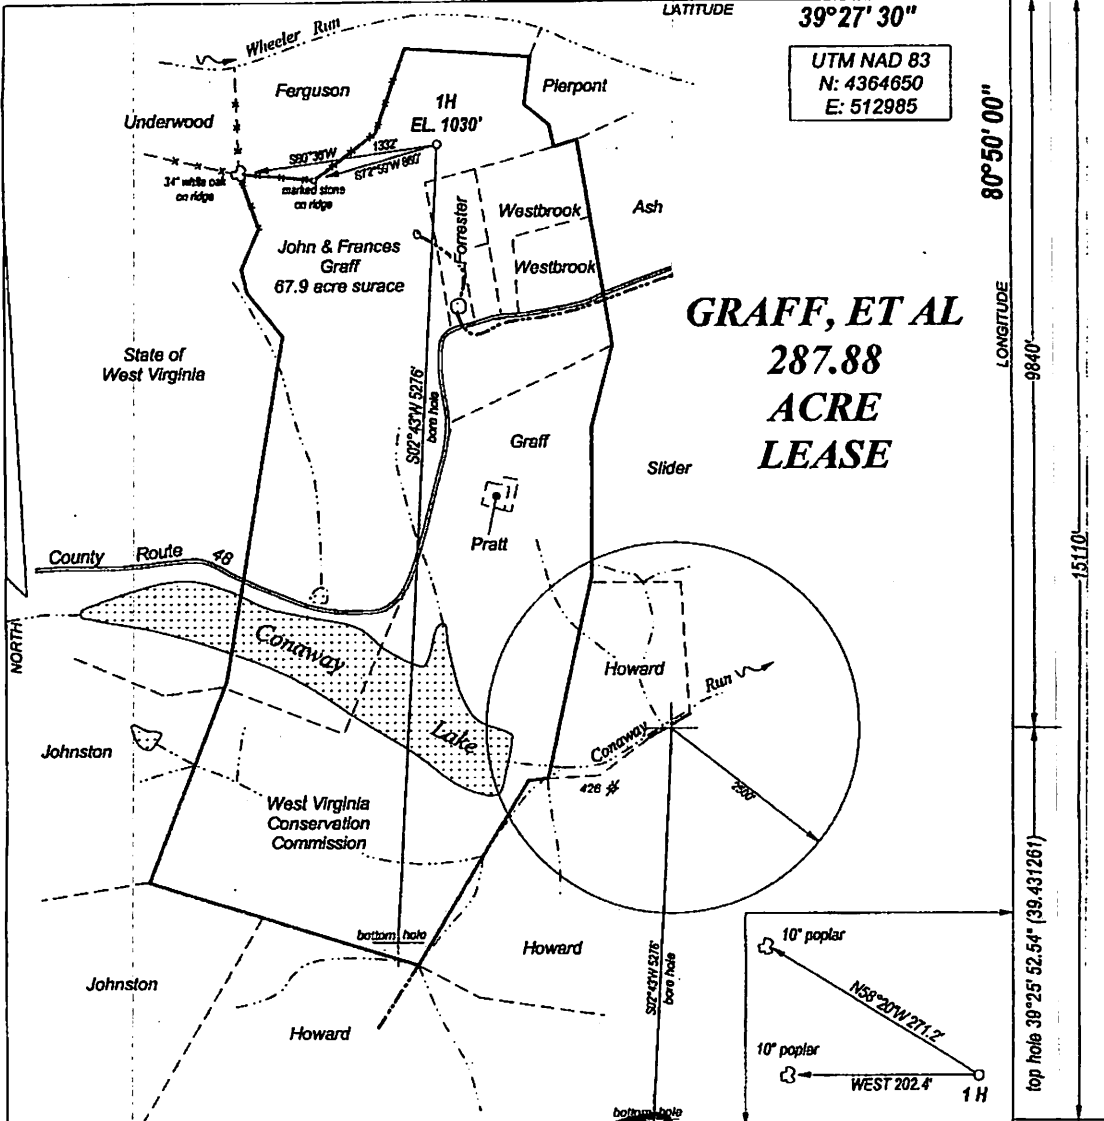 LATITUDE
39°27' 30"
UTM NAD 83
N: 4364650
E: 512985
80°50' 00"
LONGITUDE
Wheeler Run
Ferguson
Pierpont
Underwood
1H
EL. 1030'
1332'
S72°59'W 860'
34" white oak
on ridge
marked stone
on ridge
Forrester
Westbrook
Ash
Westbrook
John & Frances
Graff
67.9 acre surace
GRAFF, ET AL
287.88
ACRE
LEASE
State of
West Virginia
S02°43'W 5276'
bore hole
Graff
Slider
Pratt
9840'
15110'
County Route 48
NORTH
Conaway
Lake
Howard
Conaway
Run
426
2500'
Johnston
West Virginia
Conservation
Commission
bottom hole
Howard
Johnston
Howard
S02°43'W 5276'
bore hole
bottom hole
10" poplar
N58°20'W 271.2'
10" poplar
WEST 202.4'
1 H
top hole 39°25' 52.54" (39.431261)